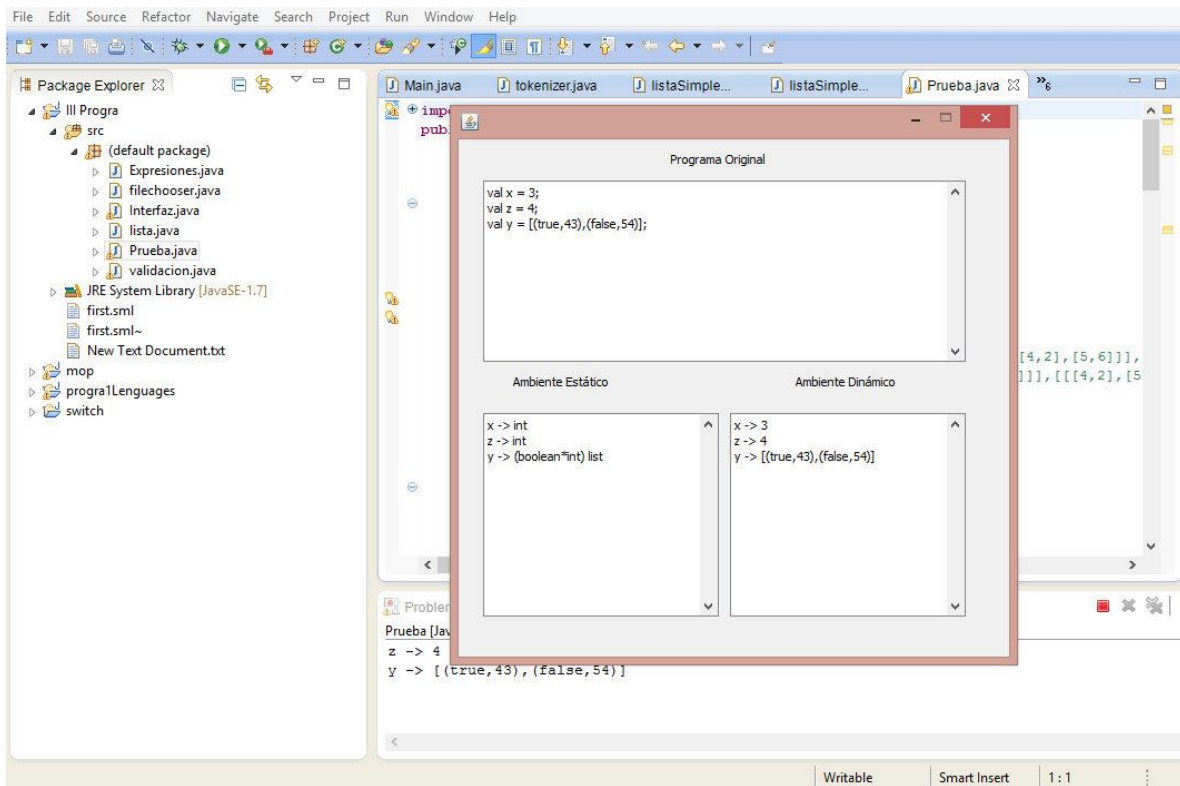 File Edit Source Refactor Navigate Search Project Run Window Help
Package Explorer
III Progra
src
(default package)
Expresiones.java
filechooser.java
Interfaz.java
lista.java
Prueba.java
validacion.java
JRE System Library [JavaSE-1.7]
first.sml
first.sml~
New Text Document.txt
mop
progra1Lenguages
switch
Main.java tokenizer.java listaSimple... listaSimple... Prueba.java »6
imp
pub
Programa Original
val x = 3;
val z = 4;
val y = [(true,43),(false,54)];
[4,2],[5,6]]],
]]],[[[4,2],[5
Ambiente Estático Ambiente Dinámico
x -> int
z -> int
y -> (boolean*int) list
x -> 3
z -> 4
y -> [(true,43),(false,54)]
Problem
Prueba [Jav
z -> 4
y -> [(true,43),(false,54)]
Writable Smart Insert 1 : 1